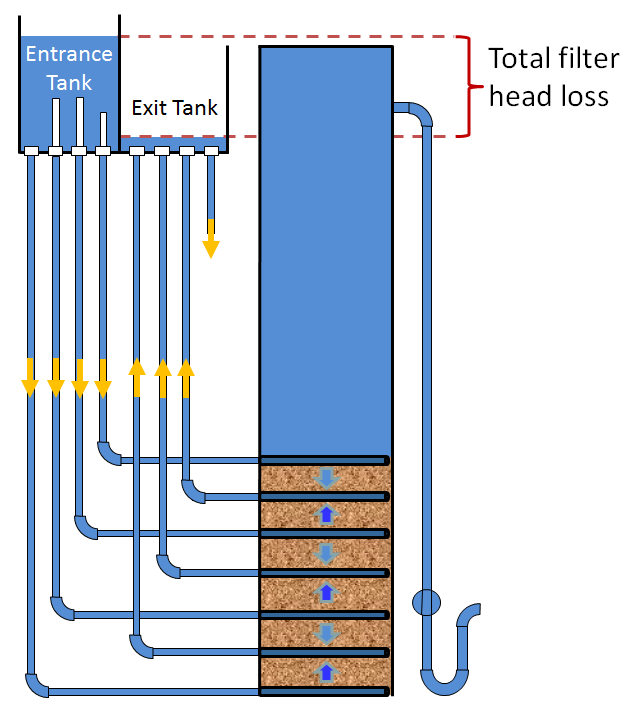 Entrance
Tank
Exit Tank
Total filter
head loss